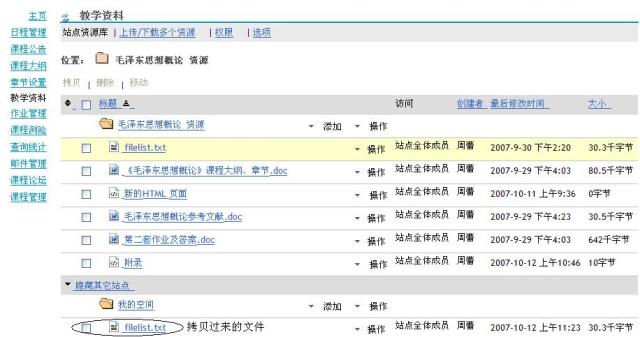 主页
日程管理
课程公告
课程大纲
章节设置
教学资料
作业管理
课程测验
查询统计
邮件管理
课程论坛
课程管理
教学资料
站点资源库 | 上传/下载多个资源 | 权限 | 选项
位置: 毛泽东思想概论 资源
拷贝 | 删除 | 移动
标题 访问 创建者 最后修改时间 大小
毛泽东思想概论 资源 添加 操作
filelist.txt 操作 站点全体成员 周蕾 2007-9-30 下午2:20 30.3千字节
《毛泽东思想概论》课程大纲、章节.doc 操作 站点全体成员 周蕾 2007-9-29 下午4:03 80.5千字节
新的HTML 页面 操作 站点全体成员 周蕾 2007-10-11 上午9:36 0字节
毛泽东思想概论参考文献.doc 操作 站点全体成员 周蕾 2007-9-29 下午4:23 30.5千字节
第二套作业及答案.doc 操作 站点全体成员 周蕾 2007-9-29 下午4:03 642千字节
附录 操作 站点全体成员 周蕾 2007-10-12 上午10:46 10字节
隐藏其它站点
我的空间 添加 操作
filelist.txt 拷贝过来的文件 操作 站点全体成员 周蕾 2007-10-12 上午11:23 30.3千字节